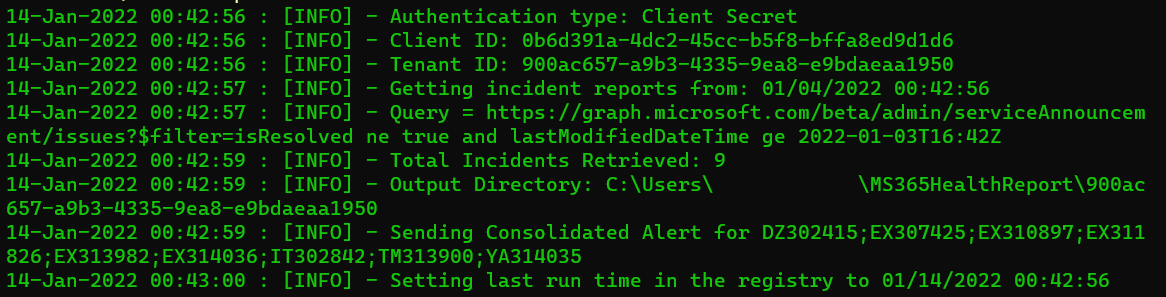 14-Jan-2022 00:42:56 : [INFO] - Authentication type: Client Secret
14-Jan-2022 00:42:56 : [INFO] - Client ID: 0b6d391a-4dc2-45cc-b5f8-bffa8ed9d1d6
14-Jan-2022 00:42:56 : [INFO] - Tenant ID: 900ac657-a9b3-4335-9ea8-e9bdaeaa1950
14-Jan-2022 00:42:57 : [INFO] - Getting incident reports from: 01/04/2022 00:42:56
14-Jan-2022 00:42:57 : [INFO] - Query = https://graph.microsoft.com/beta/admin/serviceAnnouncem
ent/issues?$filter=isResolved ne true and lastModifiedDateTime ge 2022-01-03T16:42Z
14-Jan-2022 00:42:59 : [INFO] - Total Incidents Retrieved: 9
14-Jan-2022 00:42:59 : [INFO] - Output Directory: C:\Users\            \MS365HealthReport\900ac
657-a9b3-4335-9ea8-e9bdaeaa1950
14-Jan-2022 00:42:59 : [INFO] - Sending Consolidated Alert for DZ302415;EX307425;EX310897;EX311
826;EX313982;EX314036;IT302842;TM313900;YA314035
14-Jan-2022 00:43:00 : [INFO] - Setting last run time in the registry to 01/14/2022 00:42:56